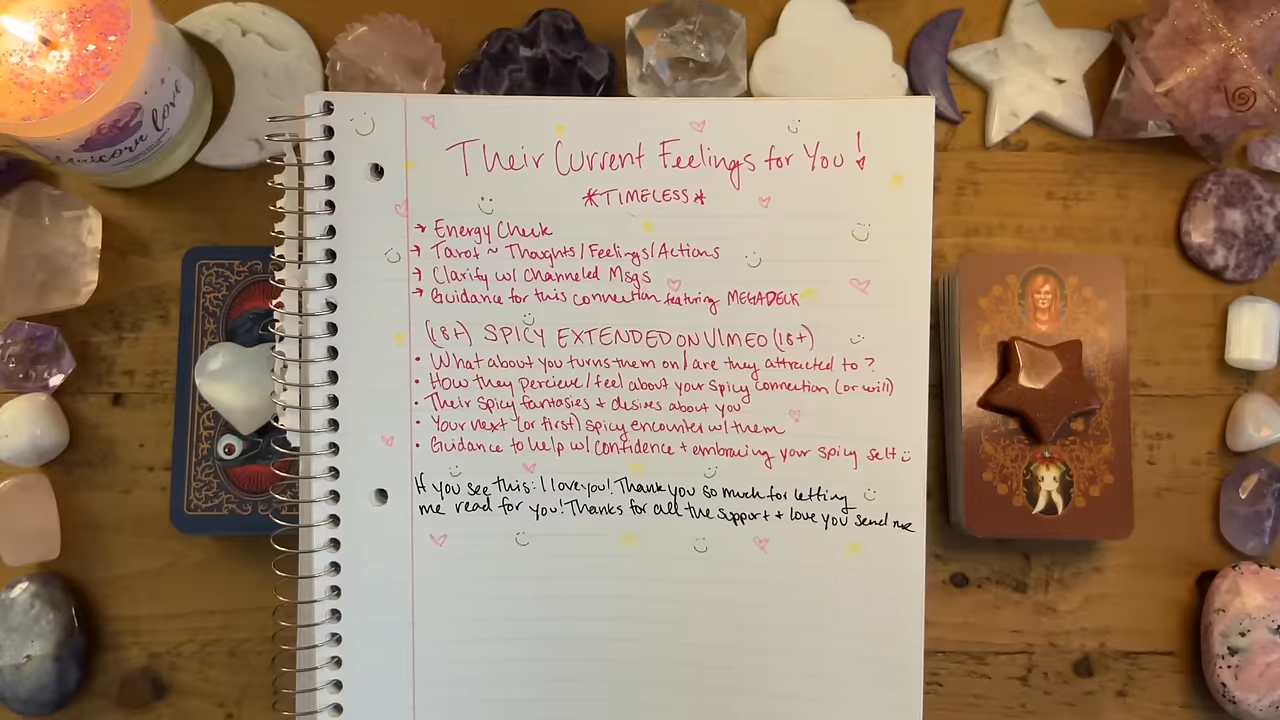 unicorn love
Their Current Feelings for You!
*TIMELESS*
→ Energy Check
→ Tarot ~ Thoughts/Feelings/Actions
→ Clarify w/ Channeled Msgs
→ Guidance for this connection featuring MEGADECK
(18+) SPICY EXTENDED ON VIMEO (18+)
• What about you turns them on/are they attracted to?
• How they percieve/feel about your spicy connection (or will)
• Their spicy fantasies + desires about you
• Your next (or first) spicy encounter w/ them
• Guidance to help w/ confidence + embracing your spicy self
If you see this: I love you! Thank you so much for letting
me read for you! Thanks for all the support + love you send me